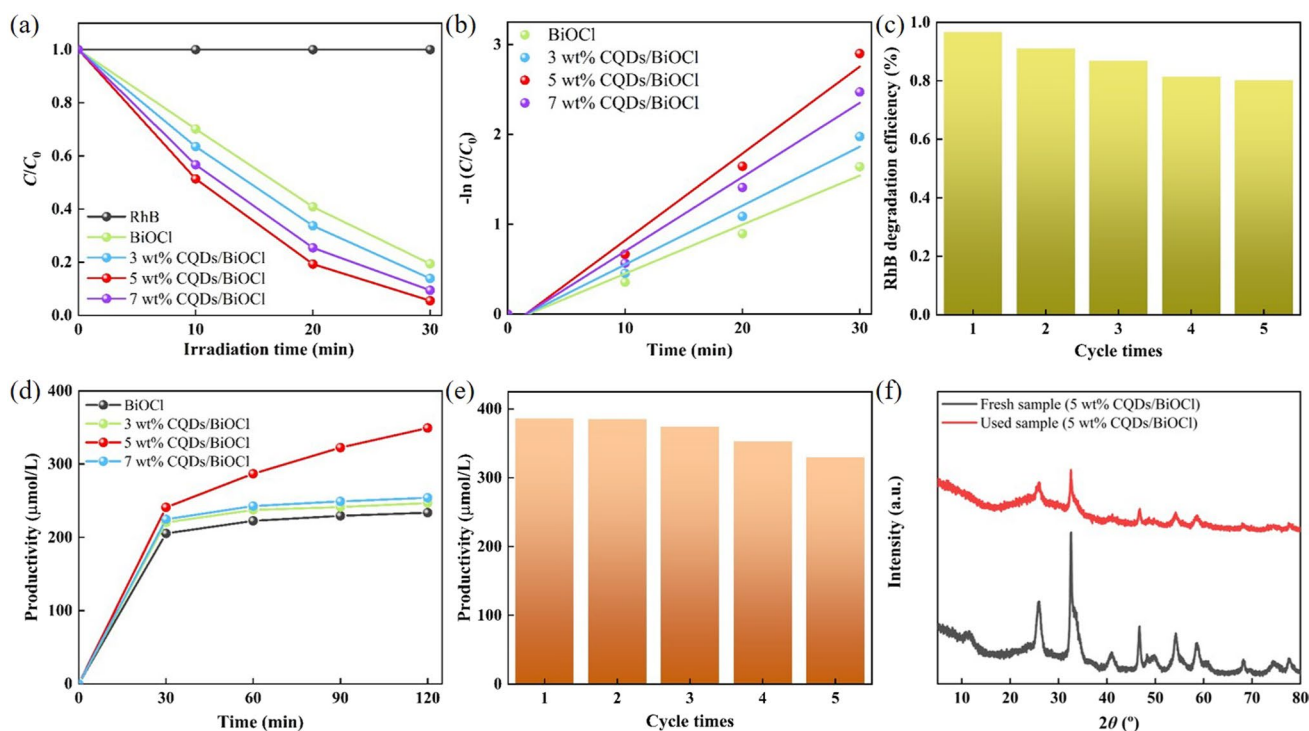 (a)
1.0
0.8
0.6
0.4
0.2
0.0
C/C0
RhB
BiOCl
3 wt% CQDs/BiOCl
5 wt% CQDs/BiOCl
7 wt% CQDs/BiOCl
0 10 20 30
Irradiation time (min)
(b)
3
2
1
0
-ln (C/C0)
BiOCl
3 wt% CQDs/BiOCl
5 wt% CQDs/BiOCl
7 wt% CQDs/BiOCl
0 10 20 30
Time (min)
(c)
1.0
0.8
0.6
0.4
0.2
0.0
RhB degradation efficiency (%)
1 2 3 4 5
Cycle times
(d)
400
300
200
100
0
Productivity (μmol/L)
BiOCl
3 wt% CQDs/BiOCl
5 wt% CQDs/BiOCl
7 wt% CQDs/BiOCl
0 30 60 90 120
Time (min)
(e)
400
300
200
100
0
Productivity (μmol/L)
1 2 3 4 5
Cycle times
(f)
Intensity (a.u.)
Fresh sample (5 wt% CQDs/BiOCl)
Used sample (5 wt% CQDs/BiOCl)
10 20 30 40 50 60 70 80
2θ (°)